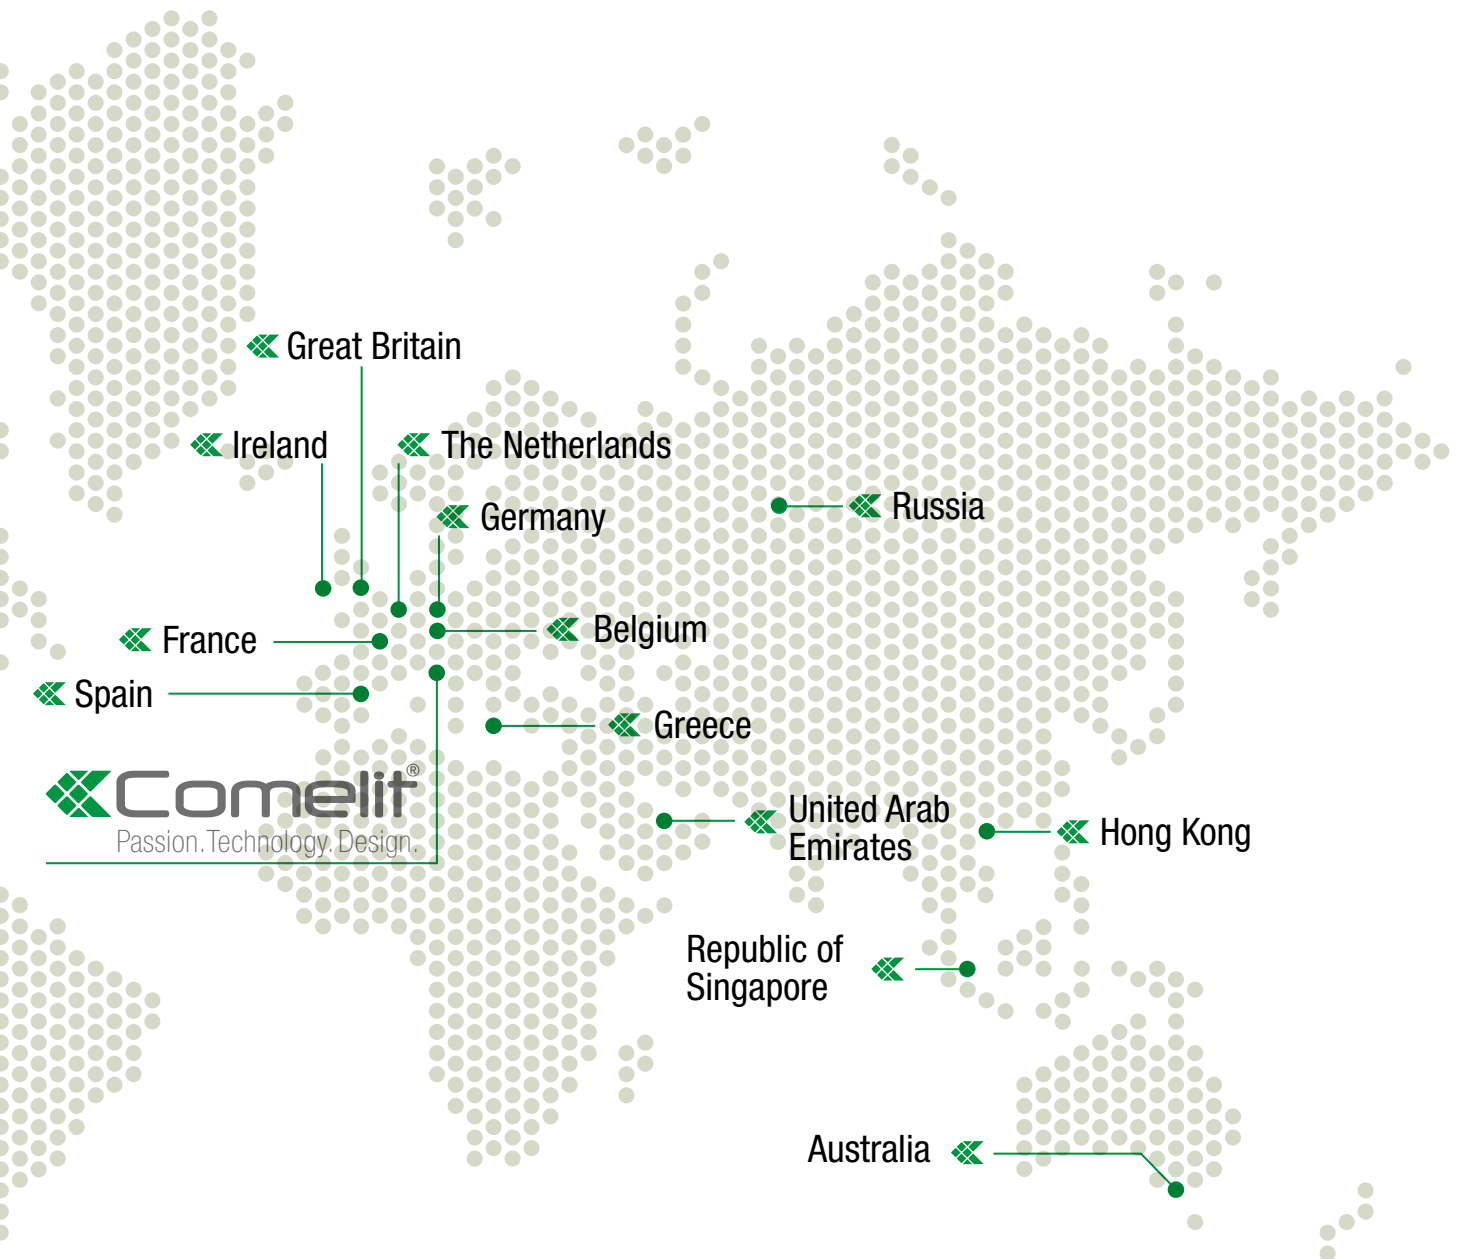 Great Britain
Ireland
The Netherlands
Germany
Russia
France
Belgium
Spain
Greece
Comelit®
Passion. Technology. Design.
United Arab
Emirates
Hong Kong
Republic of
Singapore
Australia